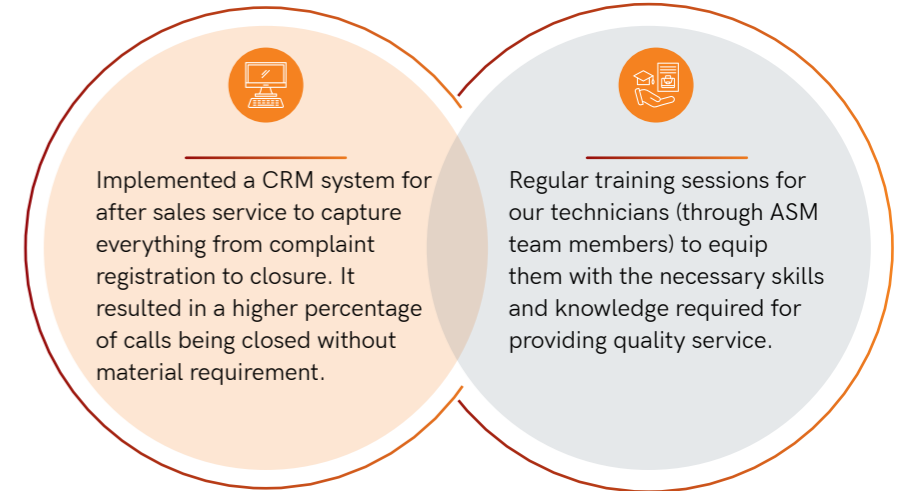 Implemented a CRM system for
after sales service to capture
everything from complaint
registration to closure. It
resulted in a higher percentage
of calls being closed without
material requirement.
Regular training sessions for
our technicians (through ASM
team members) to equip
them with the necessary skills
and knowledge required for
providing quality service.